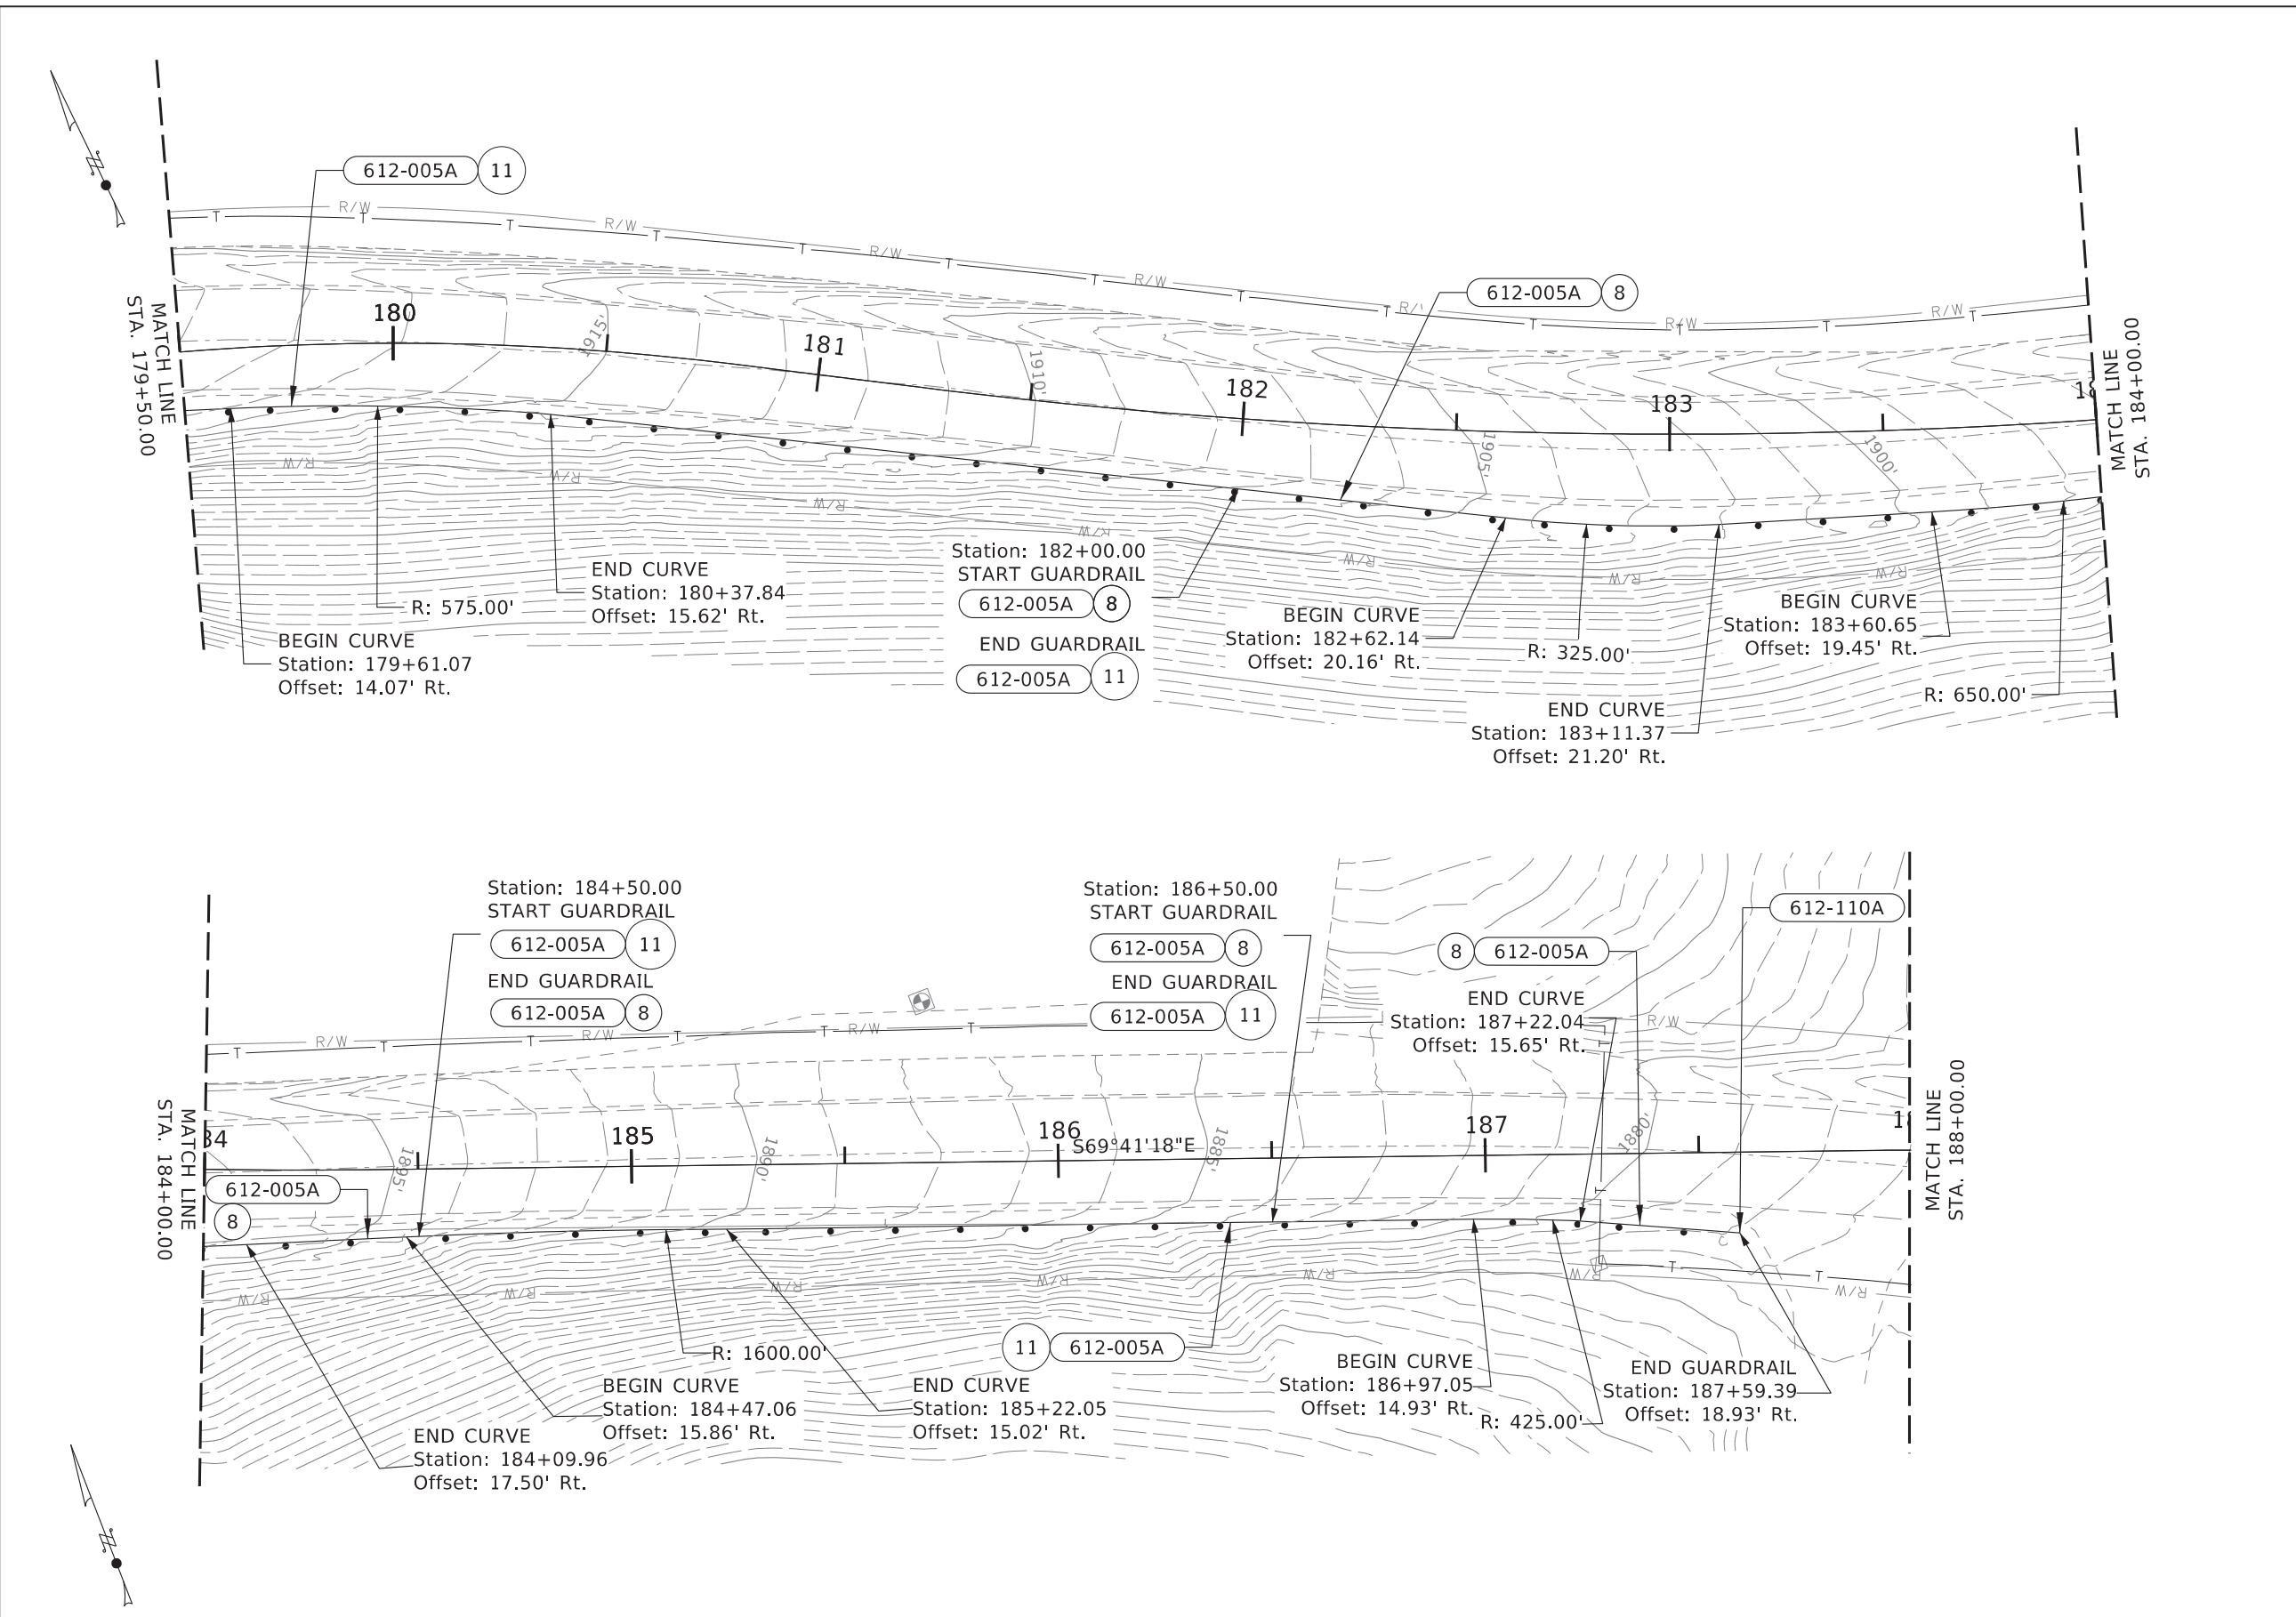 612-005A 11
R/W R/W R/W R/W R/W R/W
T T T T T T T T T T T T T
N
612-005A 8
180 181 182 183
1915' 1910' 1905' 1900'
MATCH LINE
STA. 179+50.00
MATCH LINE
STA. 184+00.00
R/W R/W R/W R/W R/W R/W R/W
BEGIN CURVE
Station: 179+61.07
Offset: 14.07' Rt.
R: 575.00'
END CURVE
Station: 180+37.84
Offset: 15.62' Rt.
Station: 182+00.00
START GUARDRAIL
612-005A 8
END GUARDRAIL
612-005A 11
BEGIN CURVE
Station: 182+62.14
Offset: 20.16' Rt.
R: 325.00'
END CURVE
Station: 183+11.37
Offset: 21.20' Rt.
BEGIN CURVE
Station: 183+60.65
Offset: 19.45' Rt.
R: 650.00'
Station: 184+50.00
START GUARDRAIL
612-005A 11
END GUARDRAIL
612-005A 8
Station: 186+50.00
START GUARDRAIL
612-005A 8
END GUARDRAIL
612-005A 11
8 612-005A
612-110A
END CURVE
Station: 187+22.04
Offset: 15.65' Rt.
R/W R/W R/W R/W
T T T T T T
MATCH LINE
STA. 184+00.00
MATCH LINE
STA. 188+00.00
185 186 187
S69°41'18"E
1895' 1890' 1885' 1880'
612-005A
8
R/W R/W R/W R/W R/W R/W R/W
T T T T
R: 1600.00'
11 612-005A
END CURVE
Station: 184+09.96
Offset: 17.50' Rt.
BEGIN CURVE
Station: 184+47.06
Offset: 15.86' Rt.
END CURVE
Station: 185+22.05
Offset: 15.02' Rt.
BEGIN CURVE
Station: 186+97.05
Offset: 14.93' Rt.
R: 425.00'
END GUARDRAIL
Station: 187+59.39
Offset: 18.93' Rt.
N